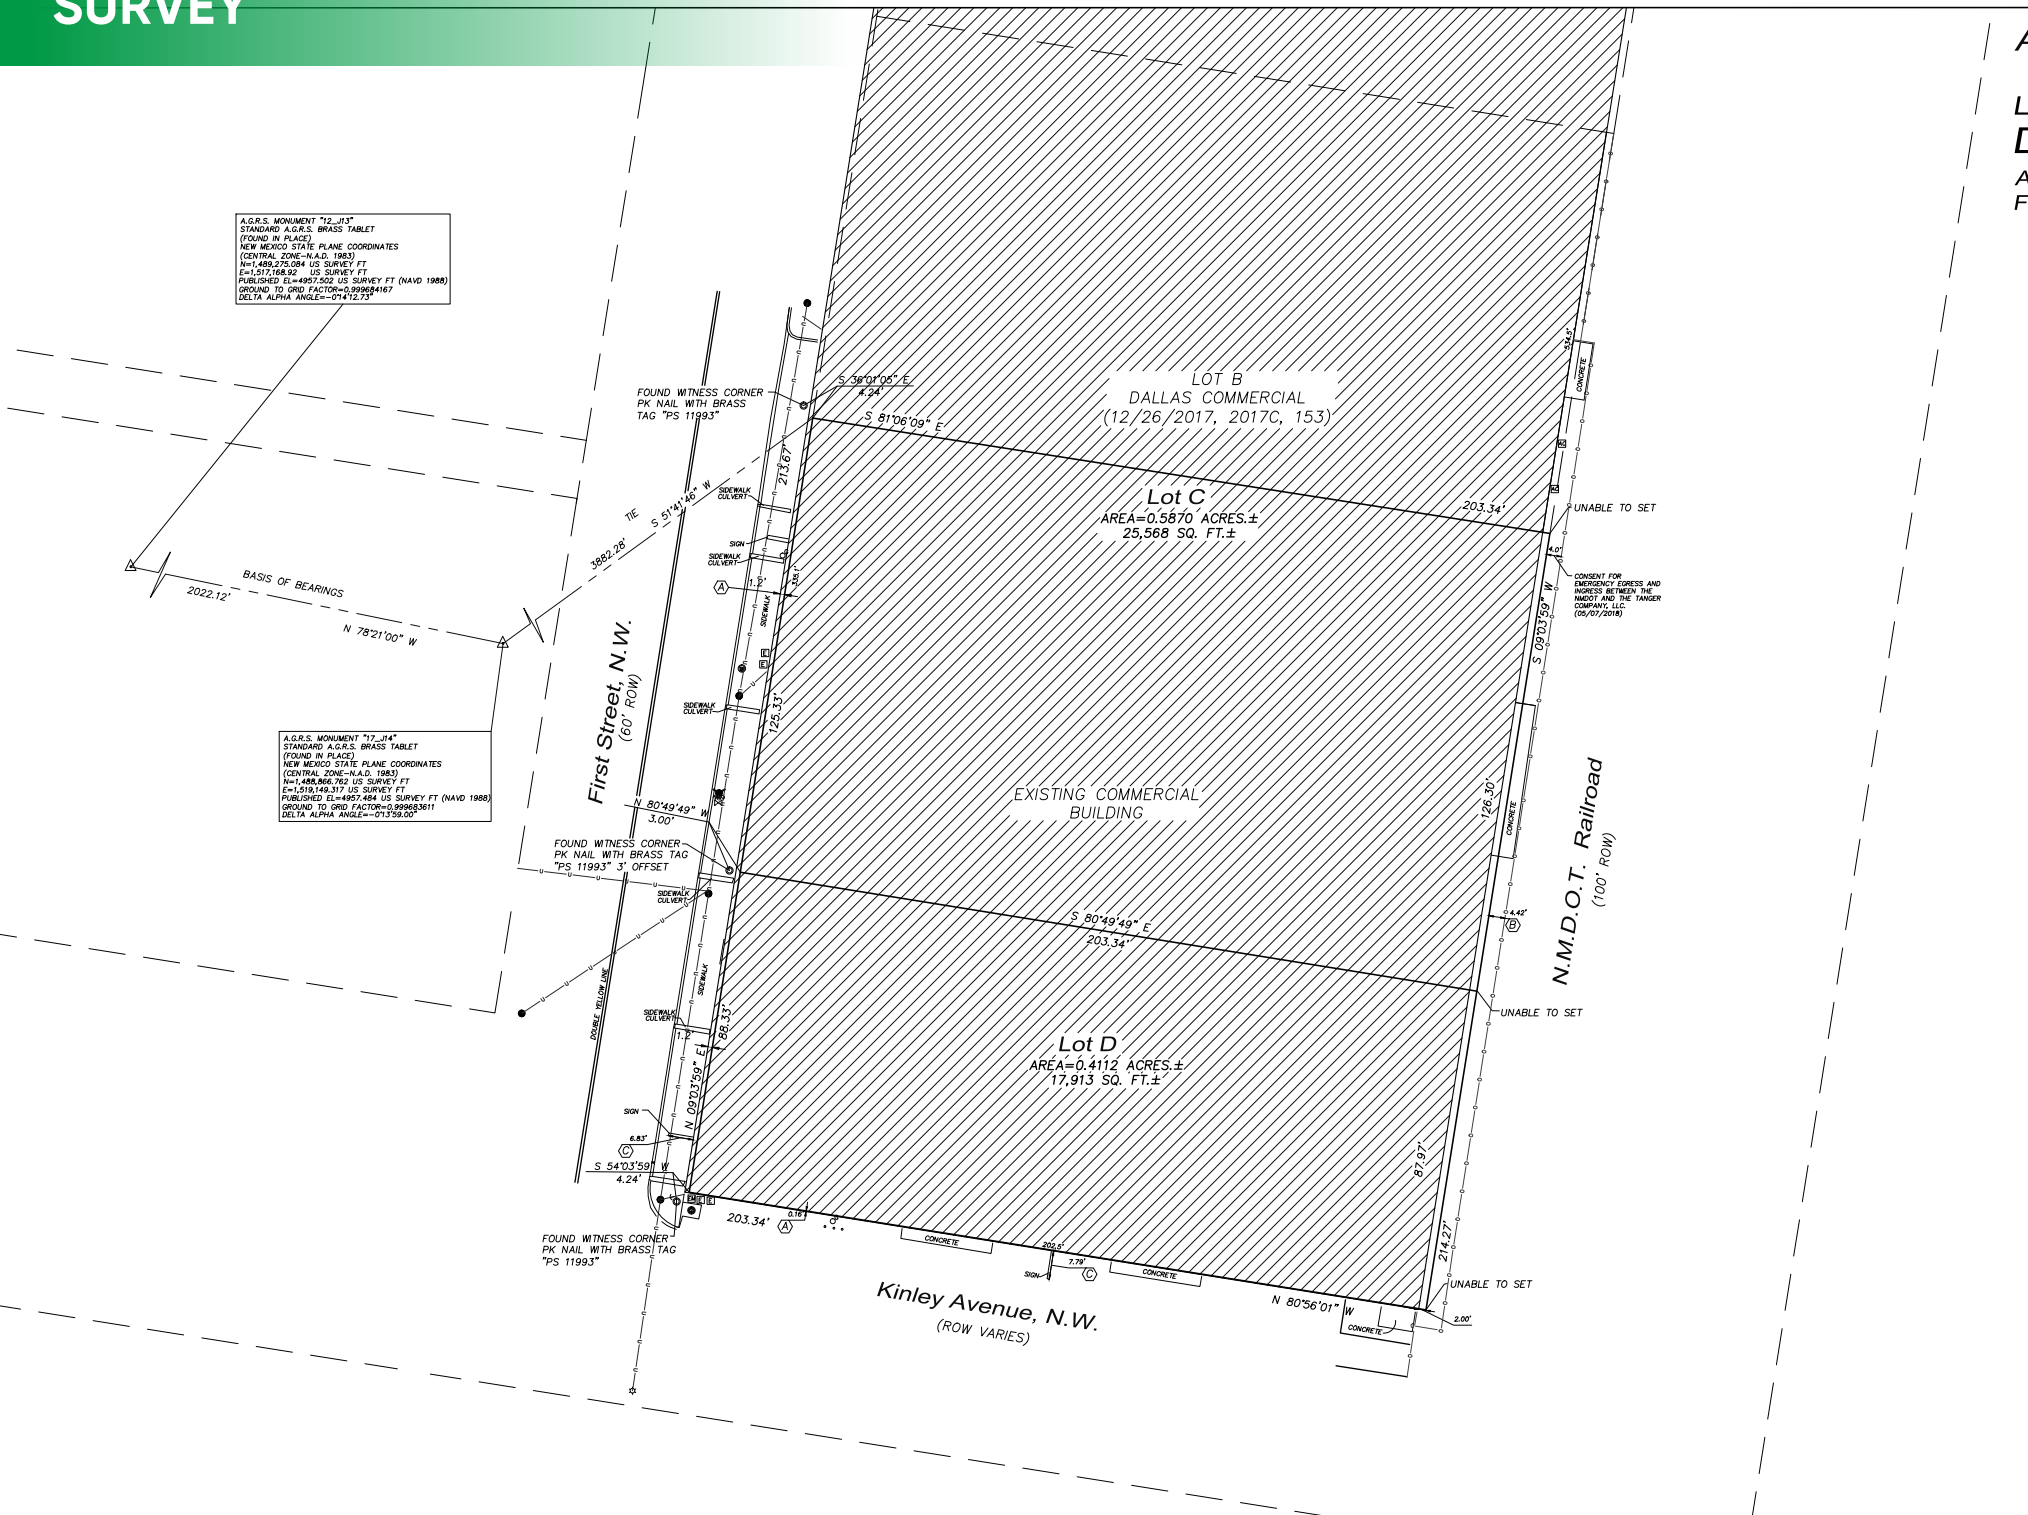 SURVEY
A.G.R.S. MONUMENT "12_J13"
STANDARD A.G.R.S. BRASS TABLET
(FOUND IN PLACE)
NEW MEXICO STATE PLANE COORDINATES
(CENTRAL ZONE-N.A.D. 1983)
N=1,489,275.084 US SURVEY FT
E=1,517,168.92 US SURVEY FT
PUBLISHED EL=4957.502 US SURVEY FT (NAVD 1988)
GROUND TO GRID FACTOR=0.999684167
DELTA ALPHA ANGLE=-0°14'12.73"
BASIS OF BEARINGS
2022.12'
N 78°21'00" W
A.G.R.S. MONUMENT "17_J14"
STANDARD A.G.R.S. BRASS TABLET
(FOUND IN PLACE)
NEW MEXICO STATE PLANE COORDINATES
(CENTRAL ZONE-N.A.D. 1983)
N=1,488,866.762 US SURVEY FT
E=1,519,149.317 US SURVEY FT
PUBLISHED EL=4957.484 US SURVEY FT (NAVD 1988)
GROUND TO GRID FACTOR=0.999683611
DELTA ALPHA ANGLE=-0°13'59.00"
TIE
S 51°41'46" W
3882.28'
FOUND WITNESS CORNER
PK NAIL WITH BRASS
TAG "PS 11993"
S 36°01'05" E
4.24'
213.67'
S 81°06'09" E
203.34'
LOT B
DALLAS COMMERCIAL
(12/26/2017, 2017C, 153)
534.5'
CONCRETE
Lot C
AREA=0.5870 ACRES.±
25,568 SQ. FT.±
UNABLE TO SET
4.0'
CONSENT FOR
EMERGENCY EGRESS AND
INGRESS BETWEEN THE
NMDOT AND THE TANGER
COMPANY, LLC.
(05/07/2018)
S 09°03'59" W
SIDEWALK
CULVERT
SIGN
SIDEWALK
CULVERT
A
1.2'
335.1'
SIDEWALK
E
E
SIDEWALK
CULVERT
125.33'
First Street, N.W.
(60' ROW)
EXISTING COMMERCIAL
BUILDING
126.30'
CONCRETE
N.M.D.O.T. Railroad
(100' ROW)
N 80°49'49" W
3.00'
FOUND WITNESS CORNER
PK NAIL WITH BRASS TAG
"PS 11993" 3' OFFSET
SIDEWALK
CULVERT
S 80°49'49" E
203.34'
4.42'
B
UNABLE TO SET
DOUBLE YELLOW LINE
SIDEWALK
SIDEWALK
CULVERT
1.2'
88.33'
N 09°03'59" E
Lot D
AREA=0.4112 ACRES.±
17,913 SQ. FT.±
87.97'
214.27'
SIGN
6.83'
C
S 54°03'59" W
4.24'
FOUND WITNESS CORNER
PK NAIL WITH BRASS TAG
"PS 11993"
203.34'
0.16'
A
CONCRETE
202.5'
7.79'
SIGN
C
CONCRETE
UNABLE TO SET
N 80°56'01" W
2.00'
CONCRETE
Kinley Avenue, N.W.
(ROW VARIES)